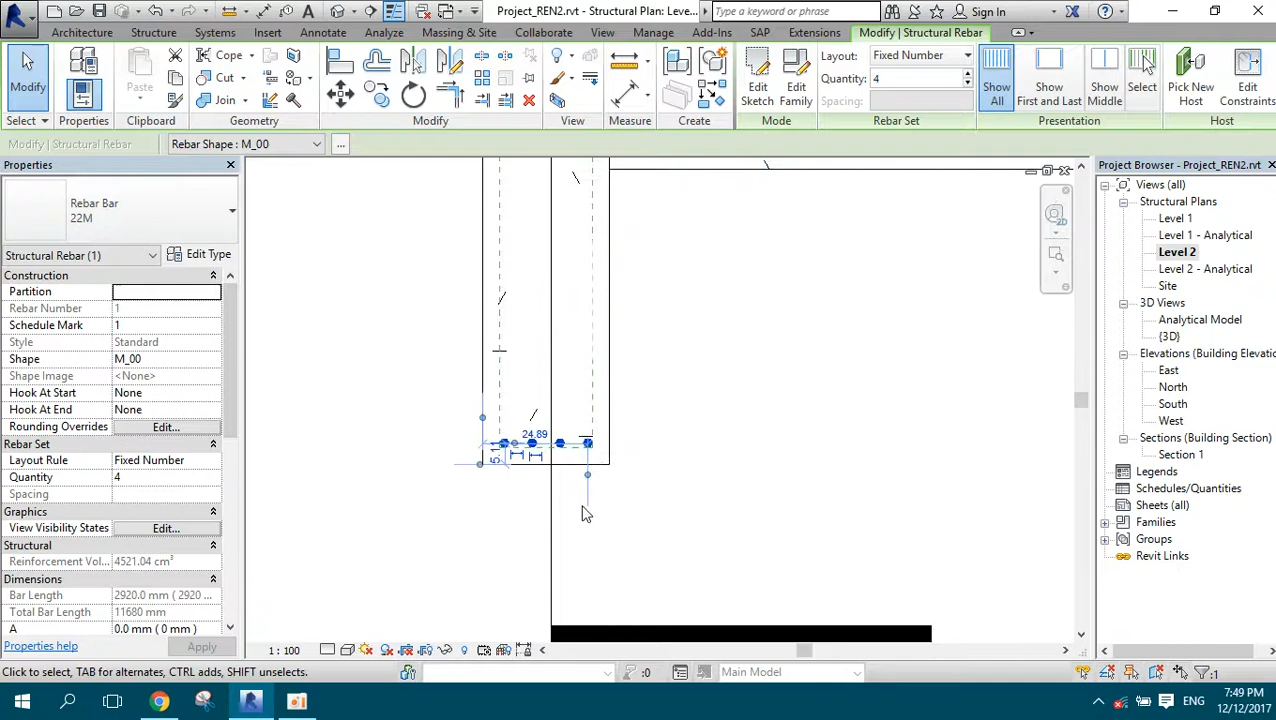 Project_REN2.rvt - Structural Plan: Leve...
Type a keyword or phrase
Sign In
Architecture Structure Systems Insert Annotate Analyze Massing & Site Collaborate View Manage Add-Ins SAP Extensions Modify | Structural Rebar
Modify
Select
Properties
Paste
Clipboard
Cope
Cut
Join
Geometry
Modify
View
Measure
Create
Edit Sketch
Edit Family
Mode
Layout: Fixed Number
Quantity: 4
Spacing:
Rebar Set
Show All
Show First and Last
Show Middle
Select
Presentation
Pick New Host
Edit Constraints
Host
Modify | Structural Rebar
Rebar Shape : M_00
...
Properties
Rebar Bar
22M
Structural Rebar (1)
Edit Type
Construction
Partition
Rebar Number 1
Schedule Mark 1
Style Standard
Shape M_00
Shape Image <None>
Hook At Start None
Hook At End None
Rounding Overrides Edit...
Rebar Set
Layout Rule Fixed Number
Quantity 4
Spacing
Graphics
View Visibility States Edit...
Structural
Reinforcement Vol... 4521.04 cm³
Dimensions
Bar Length 2920.0 mm ( 2920 ...
Total Bar Length 11680 mm
A 0.0 mm ( 0 mm )
Properties help
Apply
24.89
2D
Project Browser - Project_REN2.rvt
Views (all)
Structural Plans
Level 1
Level 1 - Analytical
Level 2
Level 2 - Analytical
Site
3D Views
Analytical Model
{3D}
Elevations (Building Elevatio
East
North
South
West
Sections (Building Section)
Section 1
Legends
Schedules/Quantities
Sheets (all)
Families
Groups
Revit Links
1 : 100
Click to select, TAB for alternates, CTRL adds, SHIFT unselects.
:0
Main Model
:1
ENG
7:49 PM
12/12/2017